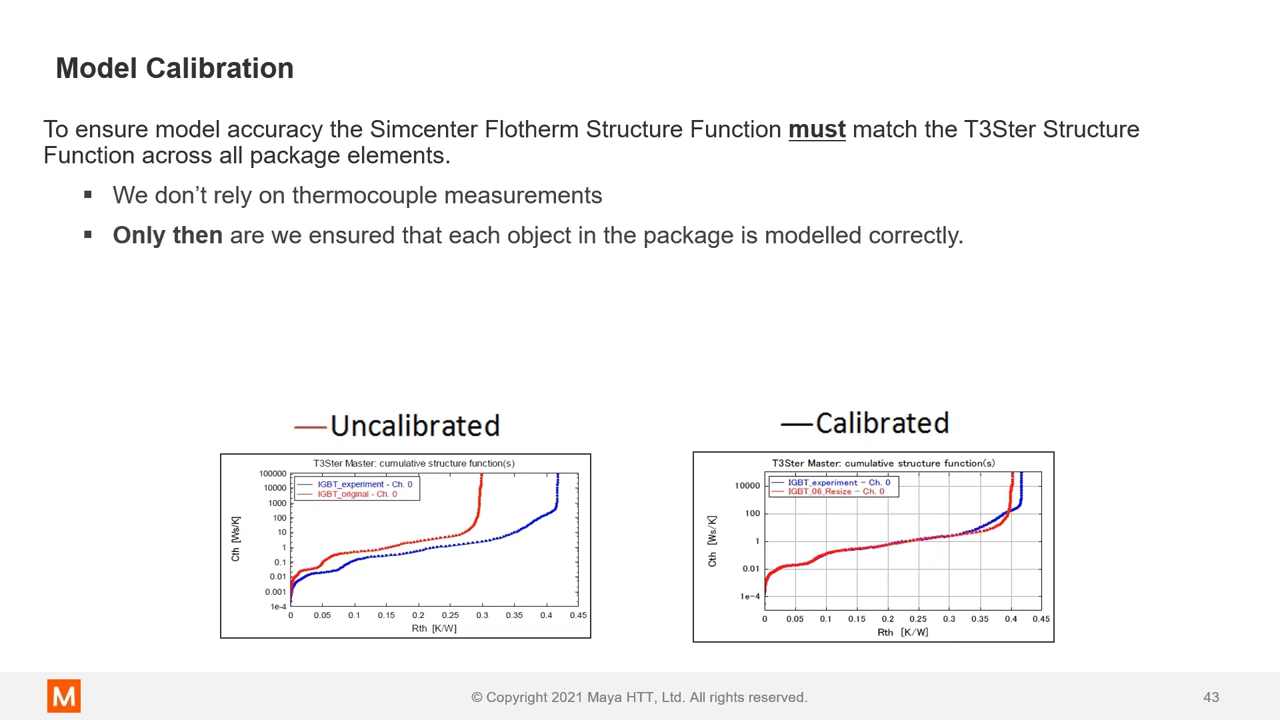 Model Calibration
To ensure model accuracy the Simcenter Flotherm Structure Function must match the T3Ster Structure
Function across all package elements.
▪ We don’t rely on thermocouple measurements
▪ Only then are we ensured that each object in the package is modelled correctly.
Uncalibrated
T3Ster Master: cumulative structure function(s)
IGBT_experiment - Ch. 0
IGBT_original - Ch. 0
Cth [Ws/K]
100000
10000
1000
100
10
1
0.1
0.01
0.001
1e-4
0 0.05 0.1 0.15 0.2 0.25 0.3 0.35 0.4 0.45
Rth [K/W]
Calibrated
T3Ster Master: cumulative structure function(s)
IGBT_experiment - Ch. 0
IGBT_06_Resize - Ch. 0
Cth [Ws/K]
10000
100
1
0.01
1e-4
0 0.05 0.1 0.15 0.2 0.25 0.3 0.35 0.4 0.45
Rth [K/W]
M
© Copyright 2021 Maya HTT, Ltd. All rights reserved.
43